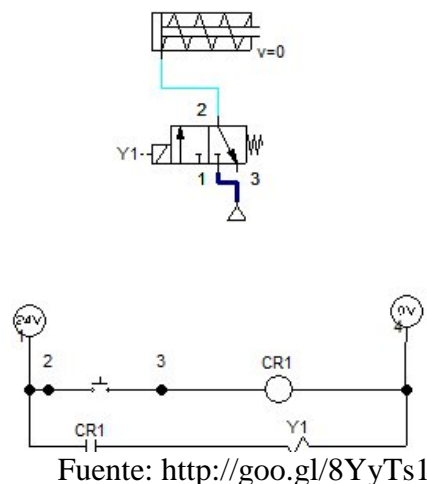 v=0
2
Y1
1 3
24V
0V
1
4
2 3 CR1
CR1 Y1
Fuente: http://goo.gl/8YyTs1